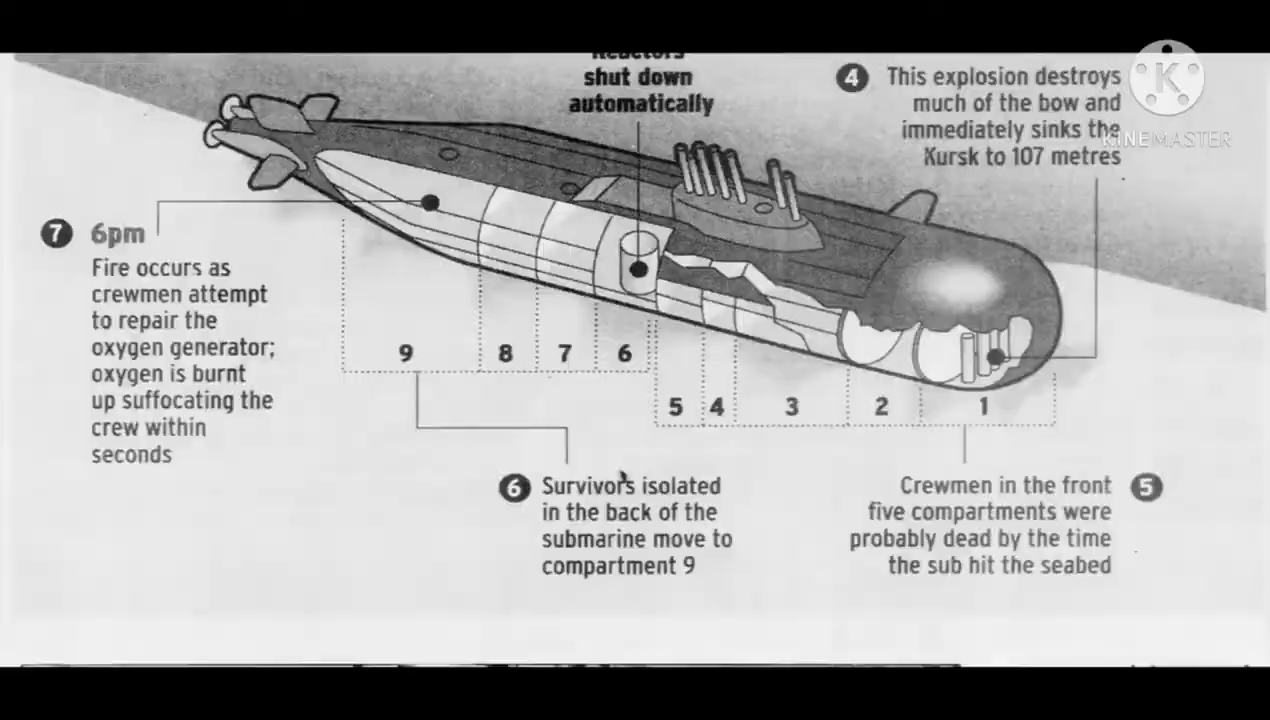 Reactors
shut down
automatically
4 This explosion destroys
much of the bow and
immediately sinks the
Kursk to 107 metres
K
KINEMASTER
7 6pm
Fire occurs as
crewmen attempt
to repair the
oxygen generator;
oxygen is burnt
up suffocating the
crew within
seconds
9 8 7 6
5 4 3 2 1
6 Survivors isolated
in the back of the
submarine move to
compartment 9
Crewmen in the front 5
five compartments were
probably dead by the time
the sub hit the seabed